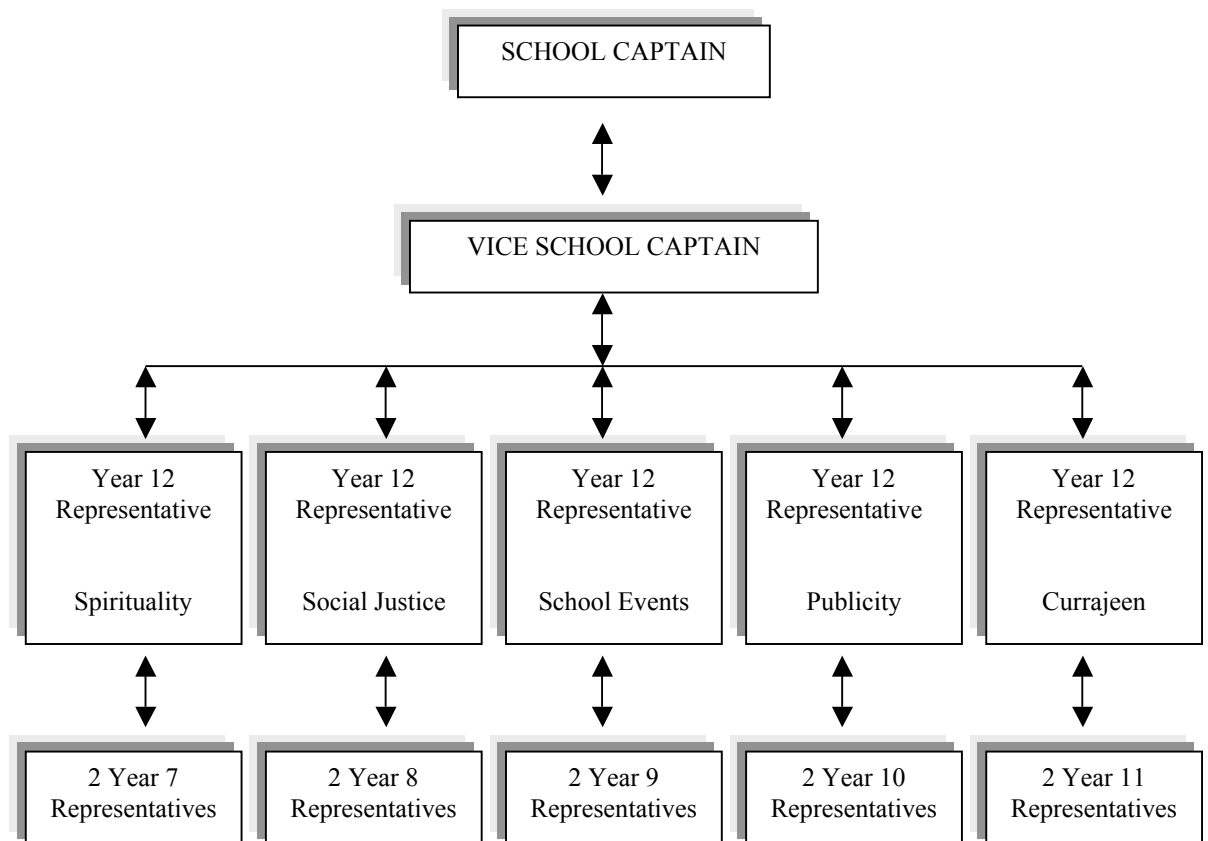 SCHOOL CAPTAIN
VICE SCHOOL CAPTAIN
Year 12
Representative
Spirituality
Year 12
Representative
Social Justice
Year 12
Representative
School Events
Year 12
Representative
Publicity
Year 12
Representative
Currajeen
2 Year 7
Representatives
2 Year 8
Representatives
2 Year 9
Representatives
2 Year 10
Representatives
2 Year 11
Representatives